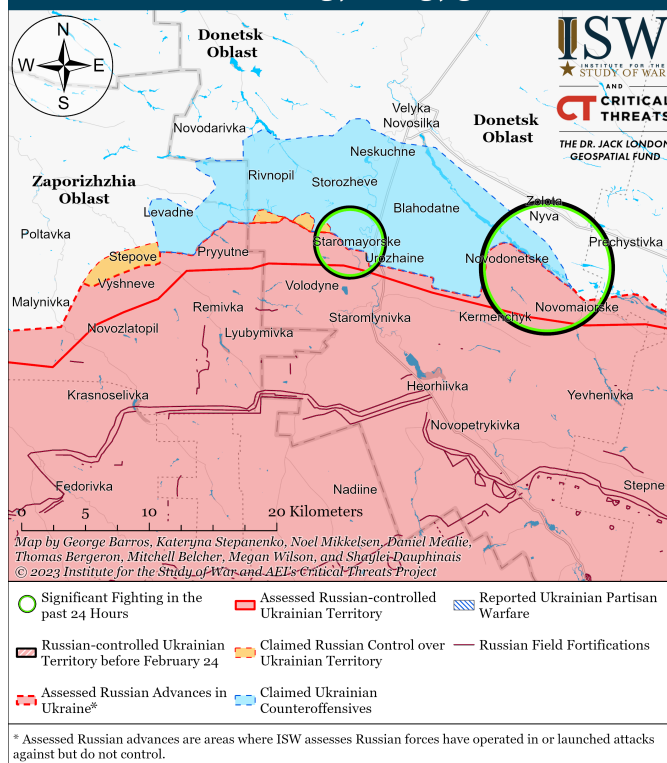 N
W E
S
Donetsk
Oblast
ISW
INSTITUTE FOR THE
STUDY OF WAR
AND
CT CRITICAL
THREATS
THE DR. JACK LONDON
GEOSPATIAL FUND
Velyka
Novosilka
Donetsk
Oblast
Novodarivka
Neskuchne
Rivnopil
Storozheve
Zaporizhzhia
Oblast
Levadne
Blahodatne
Zolota
Nyva
Poltavka
Prechystivka
Staromayorske
Stepove
Pryyutne
Urozhaine
Novodonetske
Vyshneve
Volodyne
Malynivka
Remivka
Novomaiorske
Staromlynivka
Kermenchyk
Novozlatopil
Lyubymivka
Heorhiivka
Krasnoselivka
Yevhenivka
Novopetrykivka
Fedorivka
Nadiine
Stepne
0 5 10 20 Kilometers
Map by George Barros, Kateryna Stepanenko, Noel Mikkelsen, Daniel Mealie,
Thomas Bergeron, Mitchell Belcher, Megan Wilson, and Shaylei Dauphinais
© 2023 Institute for the Study of War and AEI's Critical Threats Project
Significant Fighting in the
past 24 Hours
Assessed Russian-controlled
Ukrainian Territory
Reported Ukrainian Partisan
Warfare
Russian-controlled Ukrainian
Territory before February 24
Claimed Russian Control over
Ukrainian Territory
Russian Field Fortifications
Assessed Russian Advances in
Ukraine*
Claimed Ukrainian
Counteroffensives
* Assessed Russian advances are areas where ISW assesses Russian forces have operated in or launched attacks
against but do not control.